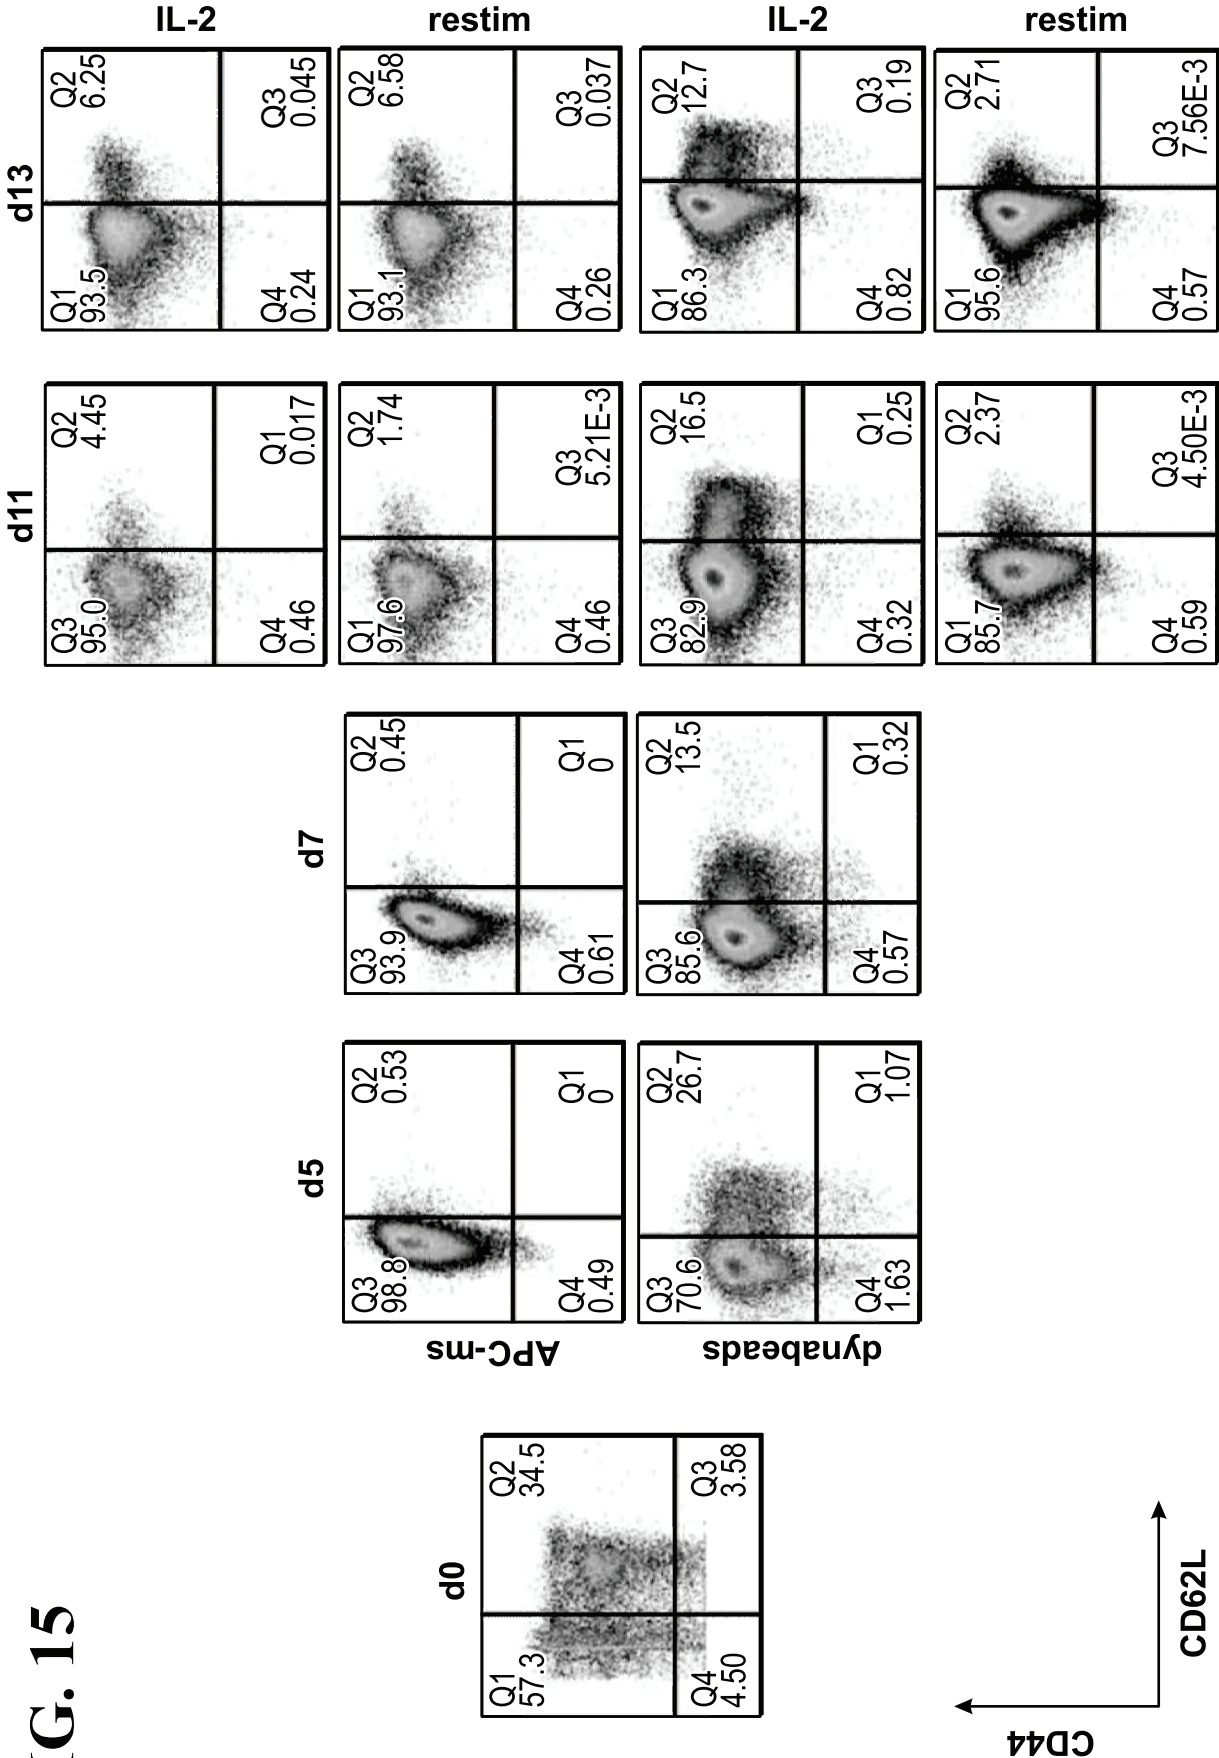 IG. 15
d0
Q1
57.3
Q2
34.5
Q4
4.50
Q3
3.58
CD44
CD62L
d5
d7
d11
d13
APC-ms
Q3
98.8
Q2
0.53
Q4
0.49
Q1
0
Q3
93.9
Q2
0.45
Q4
0.61
Q1
0
Q3
95.0
Q2
4.45
Q4
0.46
Q1
0.017
Q1
93.5
Q2
6.25
Q4
0.24
Q3
0.045
IL-2
Q1
97.6
Q2
1.74
Q4
0.46
Q3
5.21E-3
Q1
93.1
Q2
6.58
Q4
0.26
Q3
0.037
restim
dynabeads
Q3
70.6
Q2
26.7
Q4
1.63
Q1
1.07
Q3
85.6
Q2
13.5
Q4
0.57
Q1
0.32
Q3
82.9
Q2
16.5
Q4
0.32
Q1
0.25
Q1
86.3
Q2
12.7
Q4
0.82
Q3
0.19
IL-2
Q1
85.7
Q2
2.37
Q4
0.59
Q3
4.50E-3
Q1
95.6
Q2
2.71
Q4
0.57
Q3
7.56E-3
restim